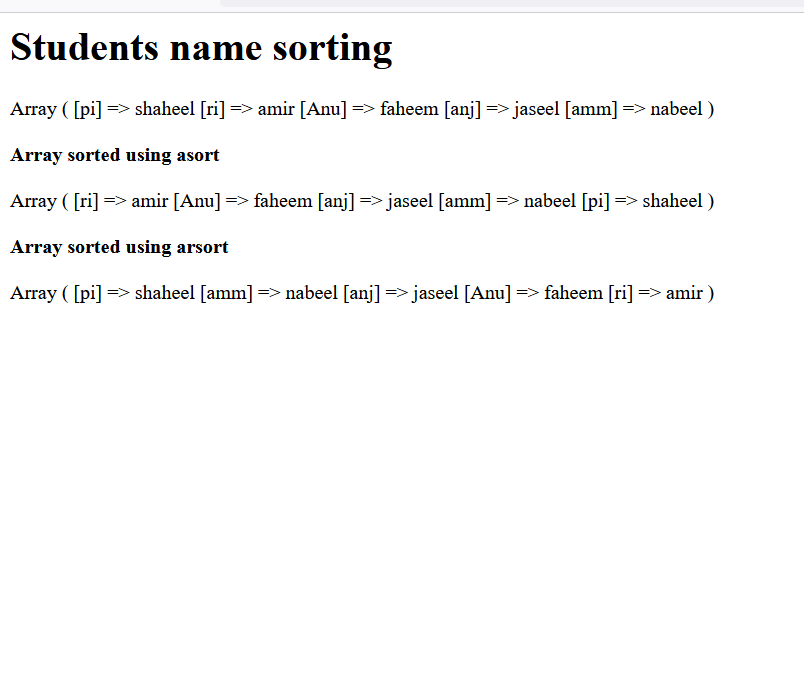 Students name sorting
Array ( [pi] => shaheel [ri] => amir [Anu] => faheem [anj] => jaseel [amm] => nabeel )
Array sorted using asort
Array ( [ri] => amir [Anu] => faheem [anj] => jaseel [amm] => nabeel [pi] => shaheel )
Array sorted using arsort
Array ( [pi] => shaheel [amm] => nabeel [anj] => jaseel [Anu] => faheem [ri] => amir )